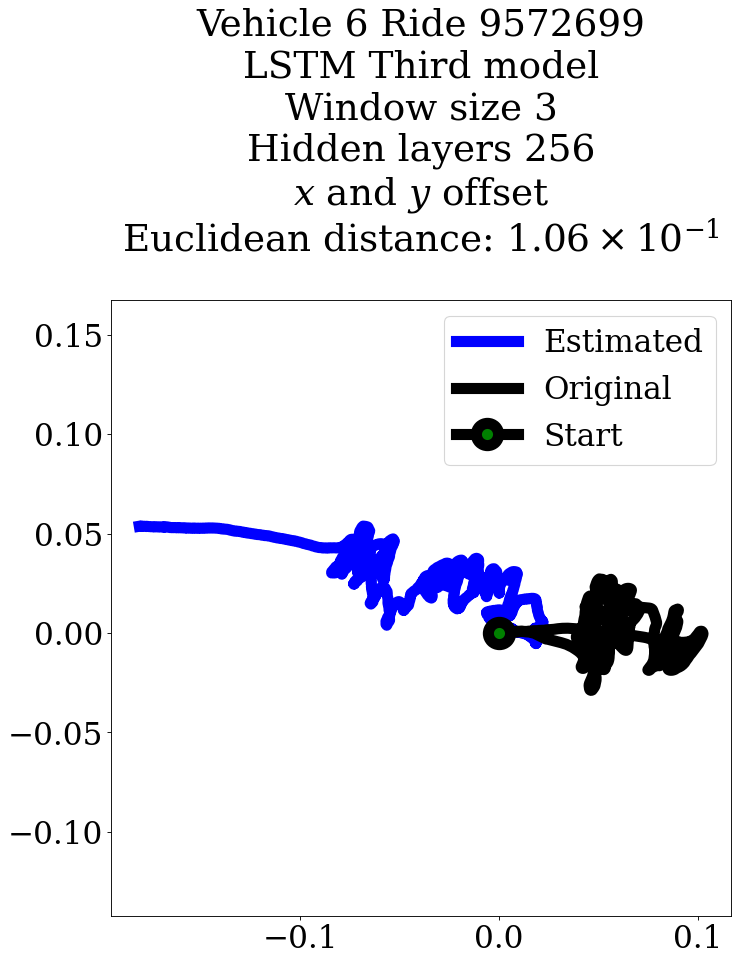 Vehicle 6 Ride 9572699
LSTM Third model
Window size 3
Hidden layers 256
x and y offset
Euclidean distance: 1.06 × 10⁻¹
Estimated
Original
Start
0.15
0.10
0.05
0.00
−0.05
−0.10
−0.1 0.0 0.1